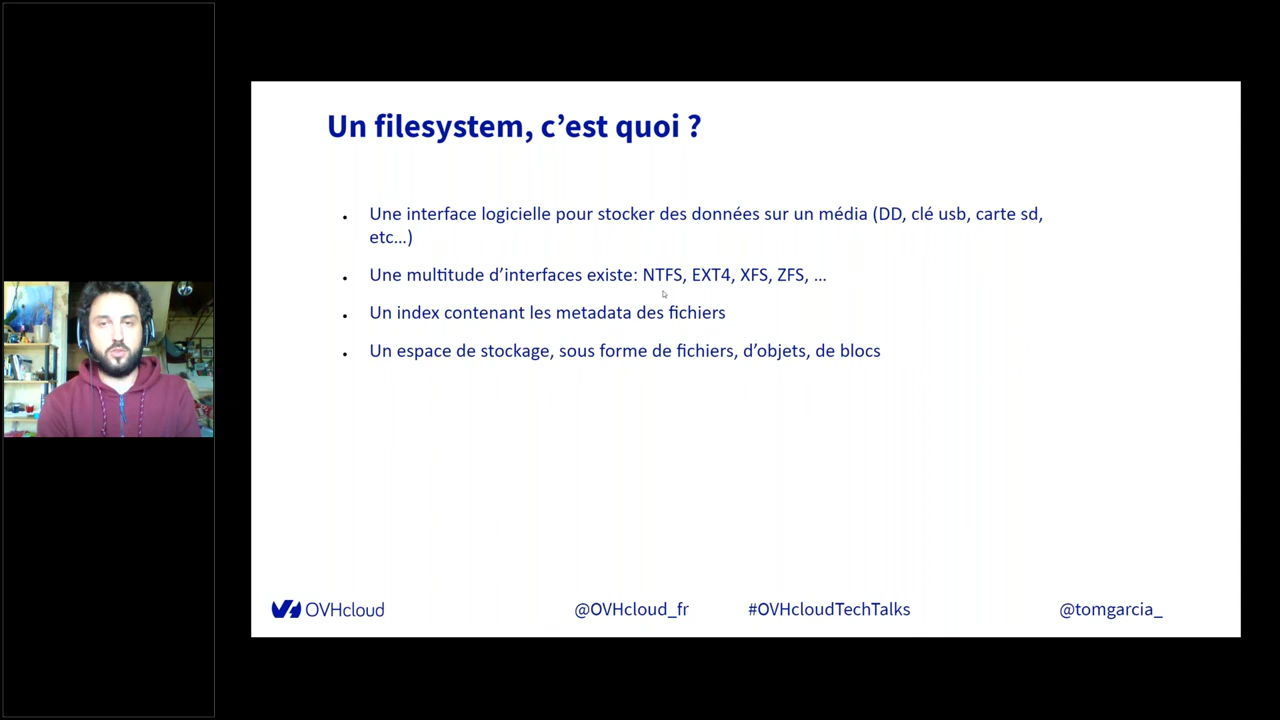 Un filesystem, c’est quoi ?
Une interface logicielle pour stocker des données sur un média (DD, clé usb, carte sd,
etc…)
Une multitude d’interfaces existe: NTFS, EXT4, XFS, ZFS, …
Un index contenant les metadata des fichiers
Un espace de stockage, sous forme de fichiers, d’objets, de blocs
OVHcloud
@OVHcloud_fr
#OVHcloudTechTalks
@tomgarcia_